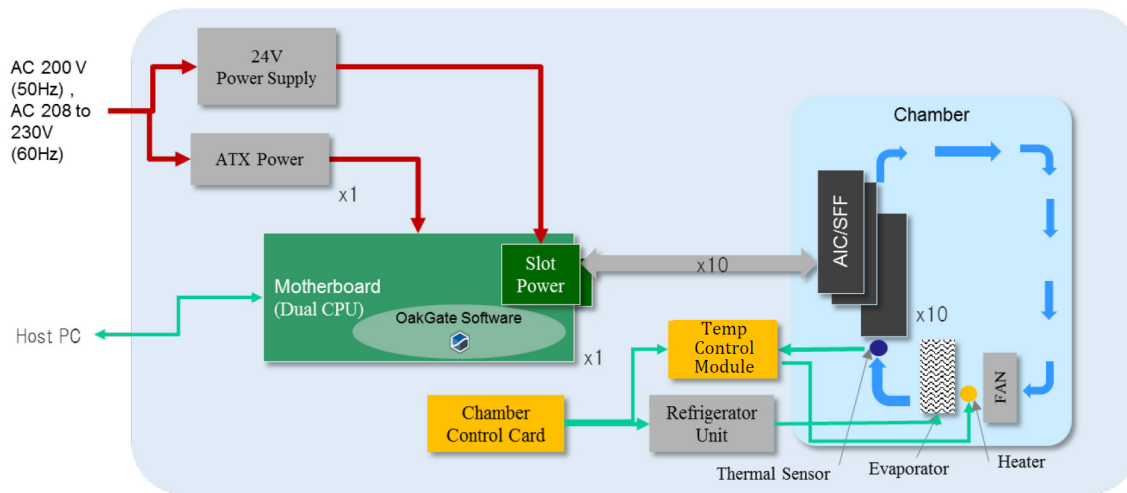 AC 200 V
(50Hz) ,
AC 208 to
230V
(60Hz)
24V
Power Supply
ATX Power
x1
Chamber
AIC/SFF
x10
Motherboard
(Dual CPU)
Slot
Power
x10
OakGate Software
x1
Host PC
Temp
Control
Module
Chamber
Control Card
Refrigerator
Unit
FAN
Thermal Sensor
Evaporator
Heater